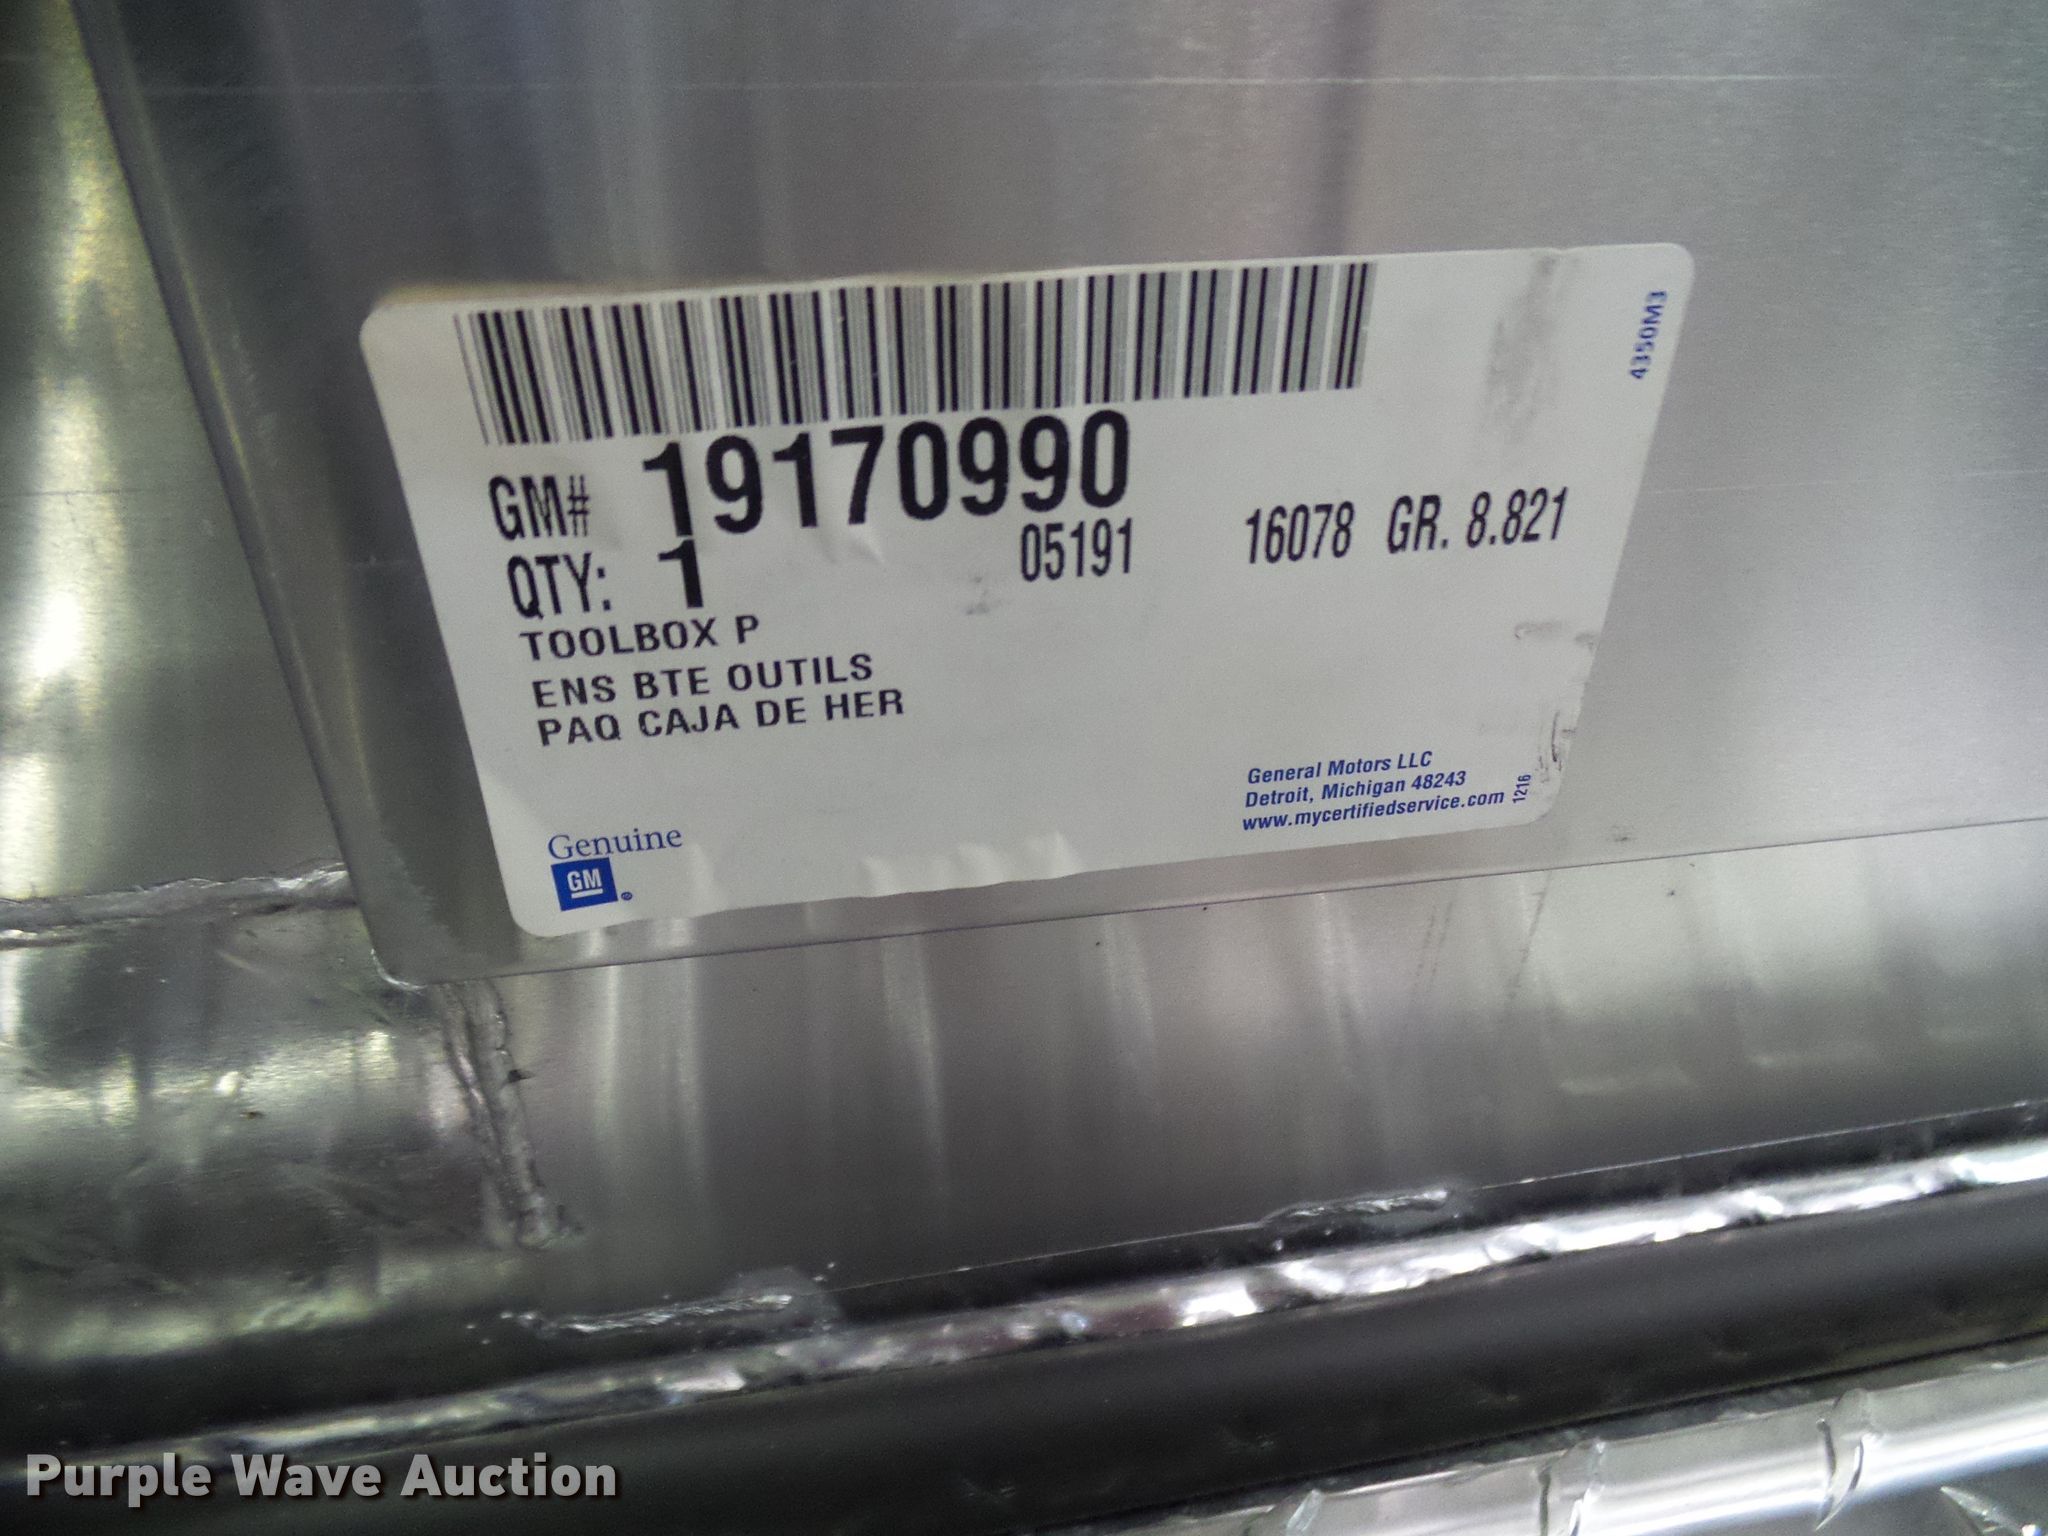 4350M3
GM# 19170990
QTY: 1 05191 16078 GR. 8.821
TOOLBOX P
ENS BTE OUTILS
PAQ CAJA DE HER
General Motors LLC
Detroit, Michigan 48243
www.mycertifiedservice.com 1216
Genuine
GM®
Purple Wave Auction